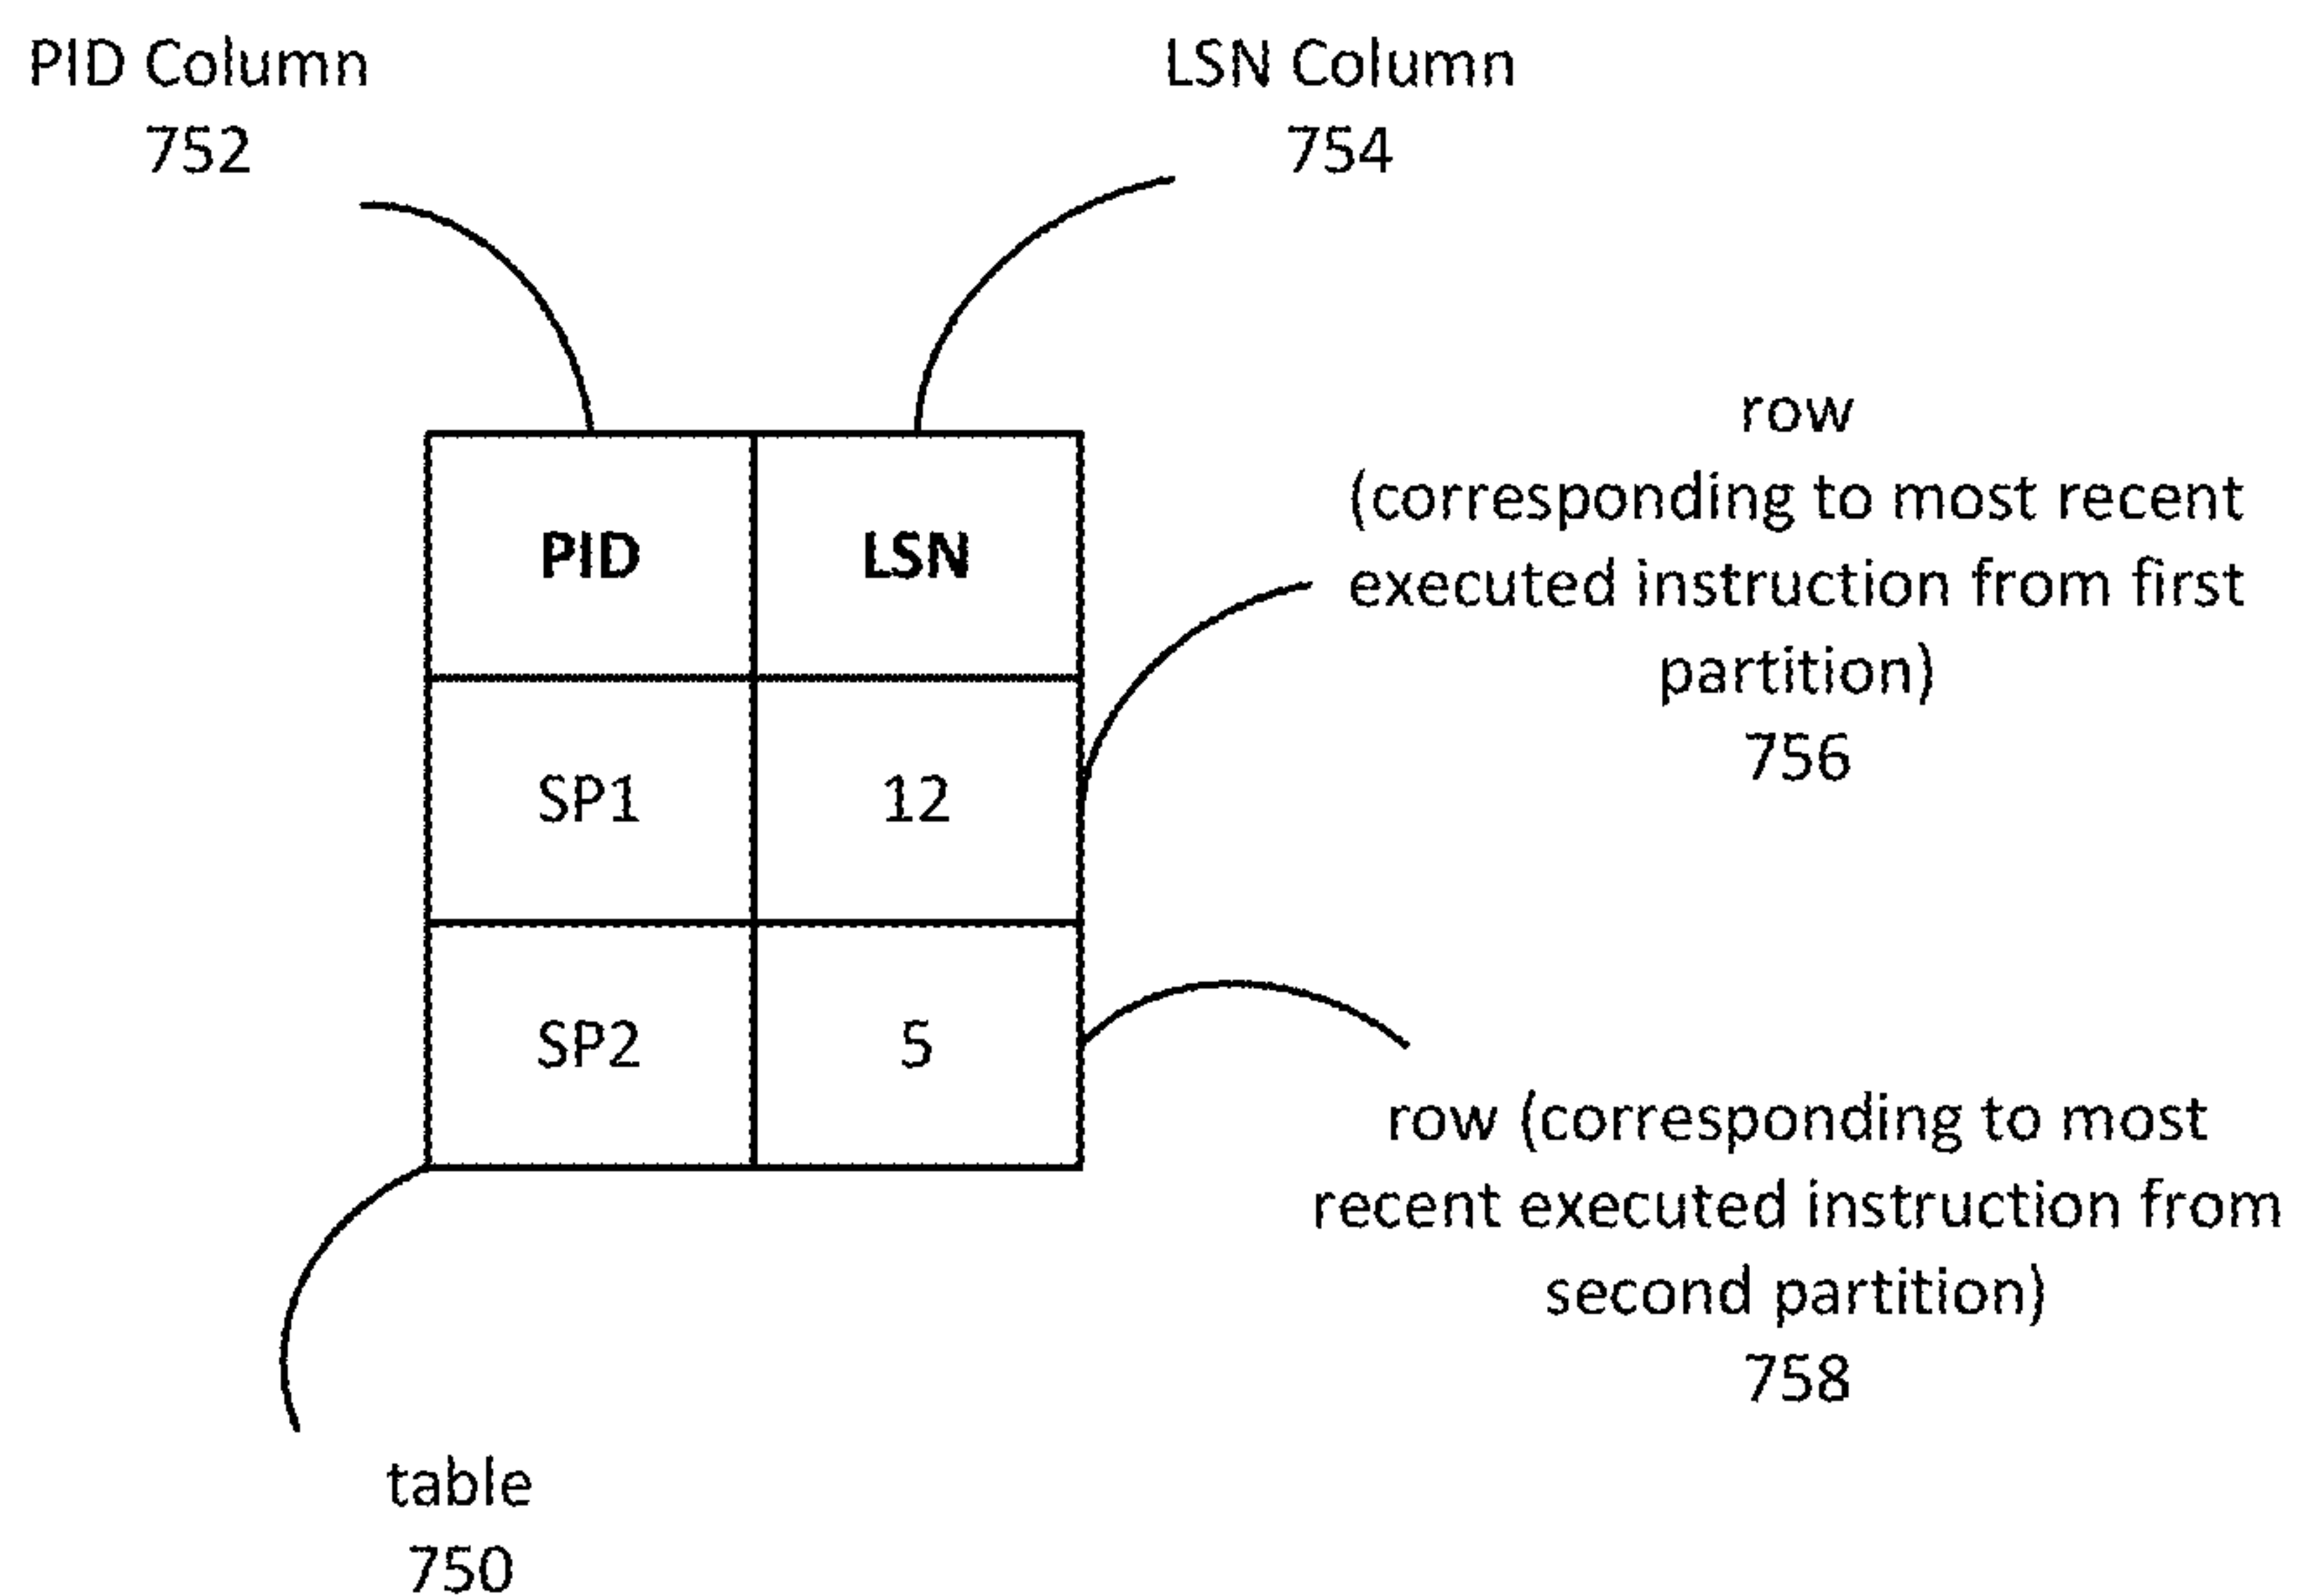 PID Column
752
LSN Column
754
row
(corresponding to most recent
executed instruction from first
partition)
756
PID LSN
SP1 12
SP2 5
row (corresponding to most
recent executed instruction from
second partition)
758
table
750